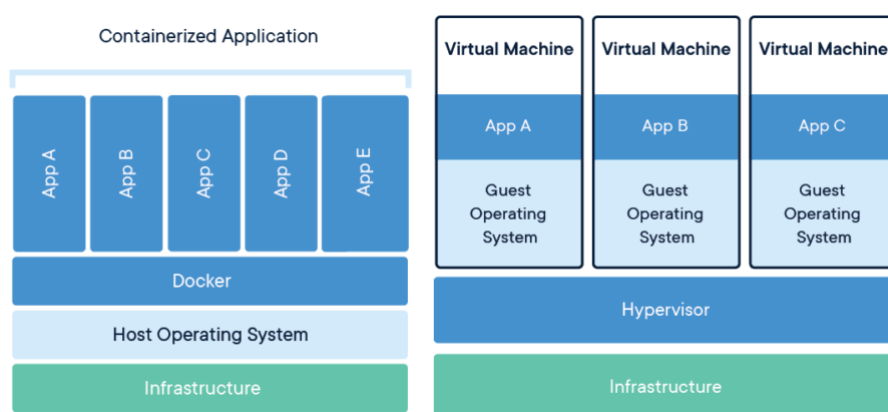 Containerized Application
App A
App B
App C
App D
App E
Docker
Host Operating System
Infrastructure
Virtual Machine
App A
Guest
Operating
System
Virtual Machine
App B
Guest
Operating
System
Virtual Machine
App C
Guest
Operating
System
Hypervisor
Infrastructure